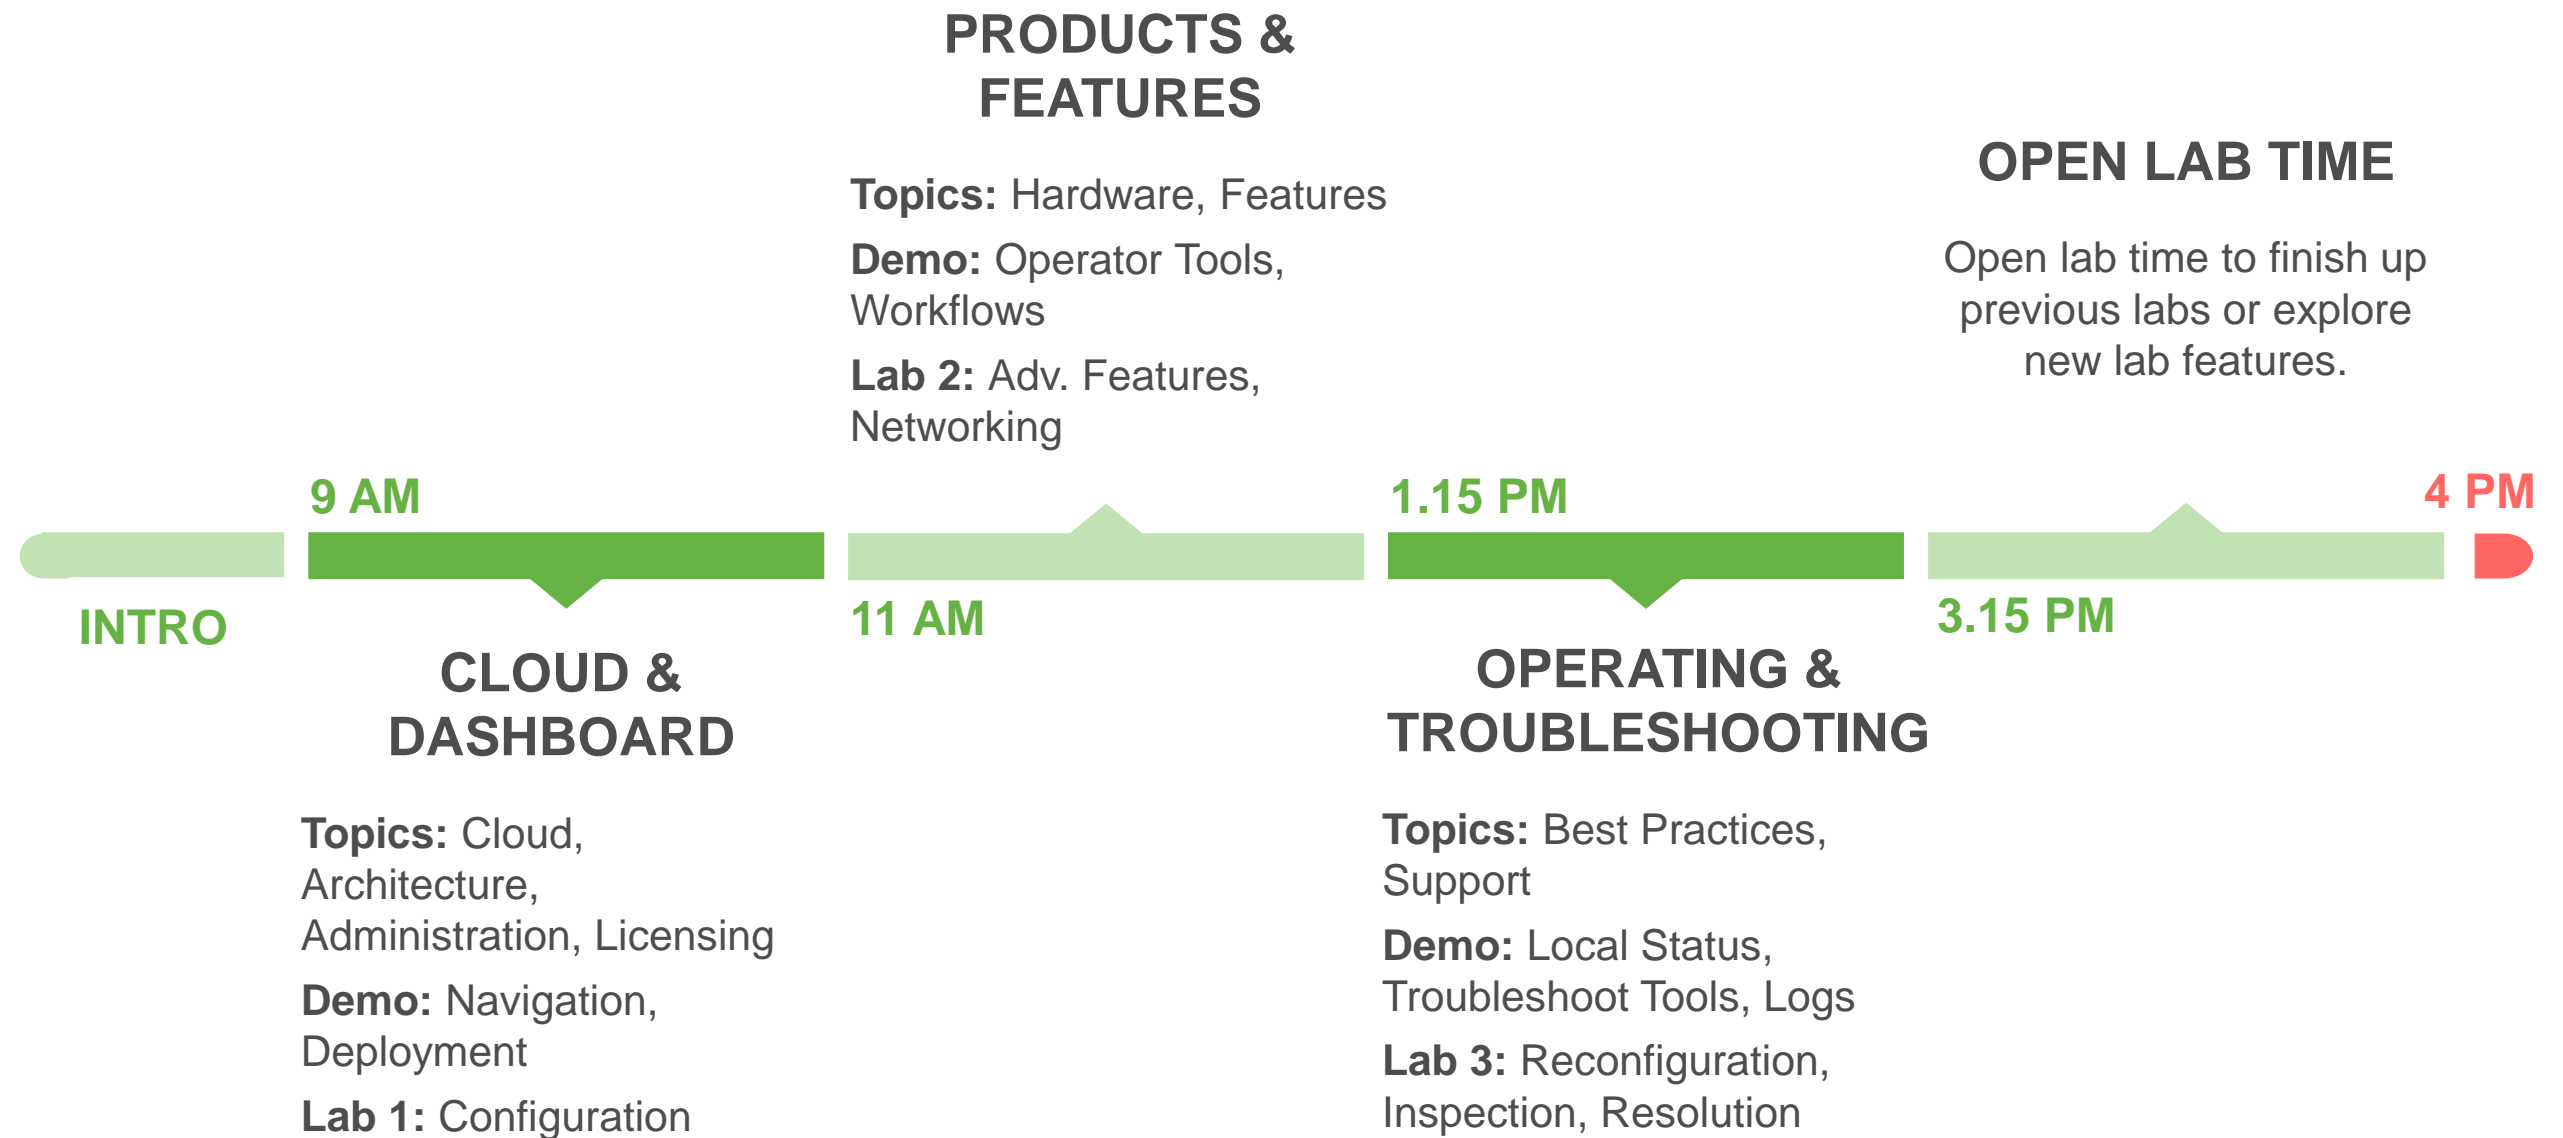 INTRO
9 AM
CLOUD &
DASHBOARD
Topics: Cloud,
Architecture,
Administration, Licensing
Demo: Navigation,
Deployment
Lab 1: Configuration
PRODUCTS &
FEATURES
Topics: Hardware, Features
Demo: Operator Tools,
Workflows
Lab 2: Adv. Features,
Networking
11 AM
1.15 PM
OPERATING &
TROUBLESHOOTING
Topics: Best Practices,
Support
Demo: Local Status,
Troubleshoot Tools, Logs
Lab 3: Reconfiguration,
Inspection, Resolution
OPEN LAB TIME
Open lab time to finish up
previous labs or explore
new lab features.
3.15 PM
4 PM